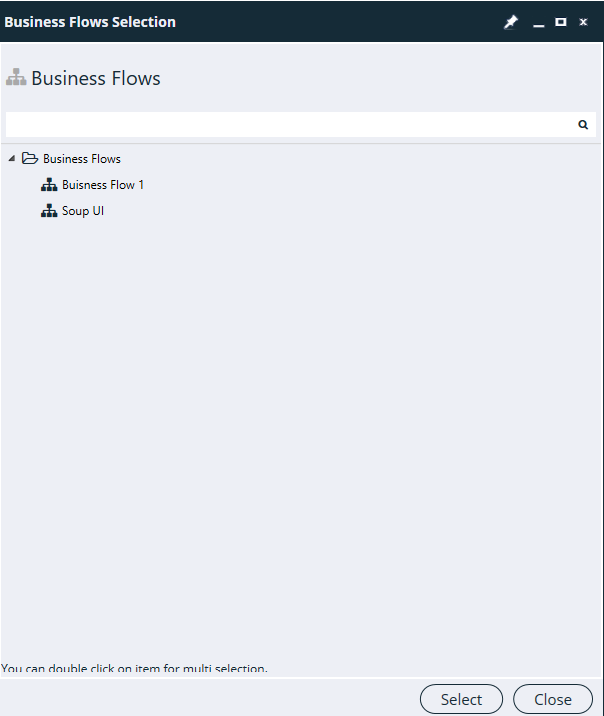 Business Flows Selection
Business Flows
Business Flows
Buisness Flow 1
Soup UI
You can double click on item for multi selection.
Select
Close